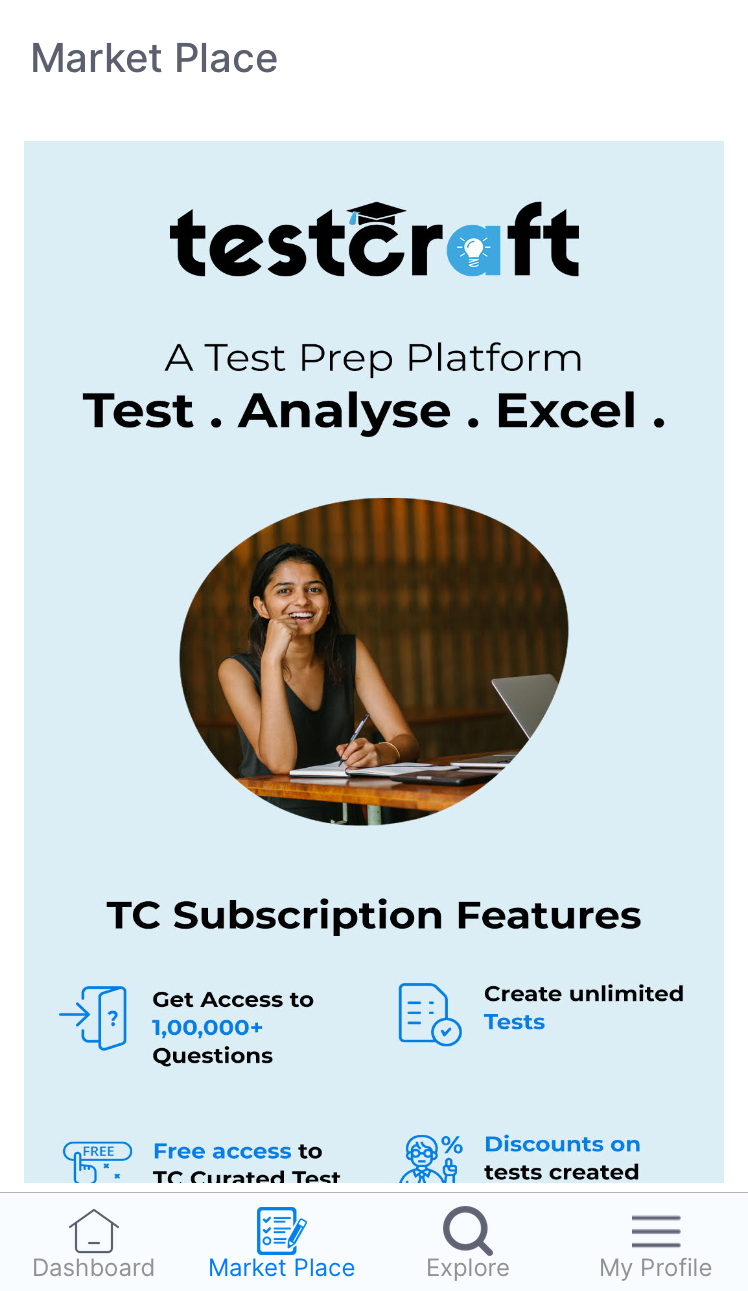 Market Place
testcraft
A Test Prep Platform
Test . Analyse . Excel .
TC Subscription Features
Get Access to
1,00,000+
Questions
Create unlimited
Tests
?
FREE
Free access to
TC Curated Test
%
Discounts on
tests created
Dashboard
Market Place
Explore
My Profile